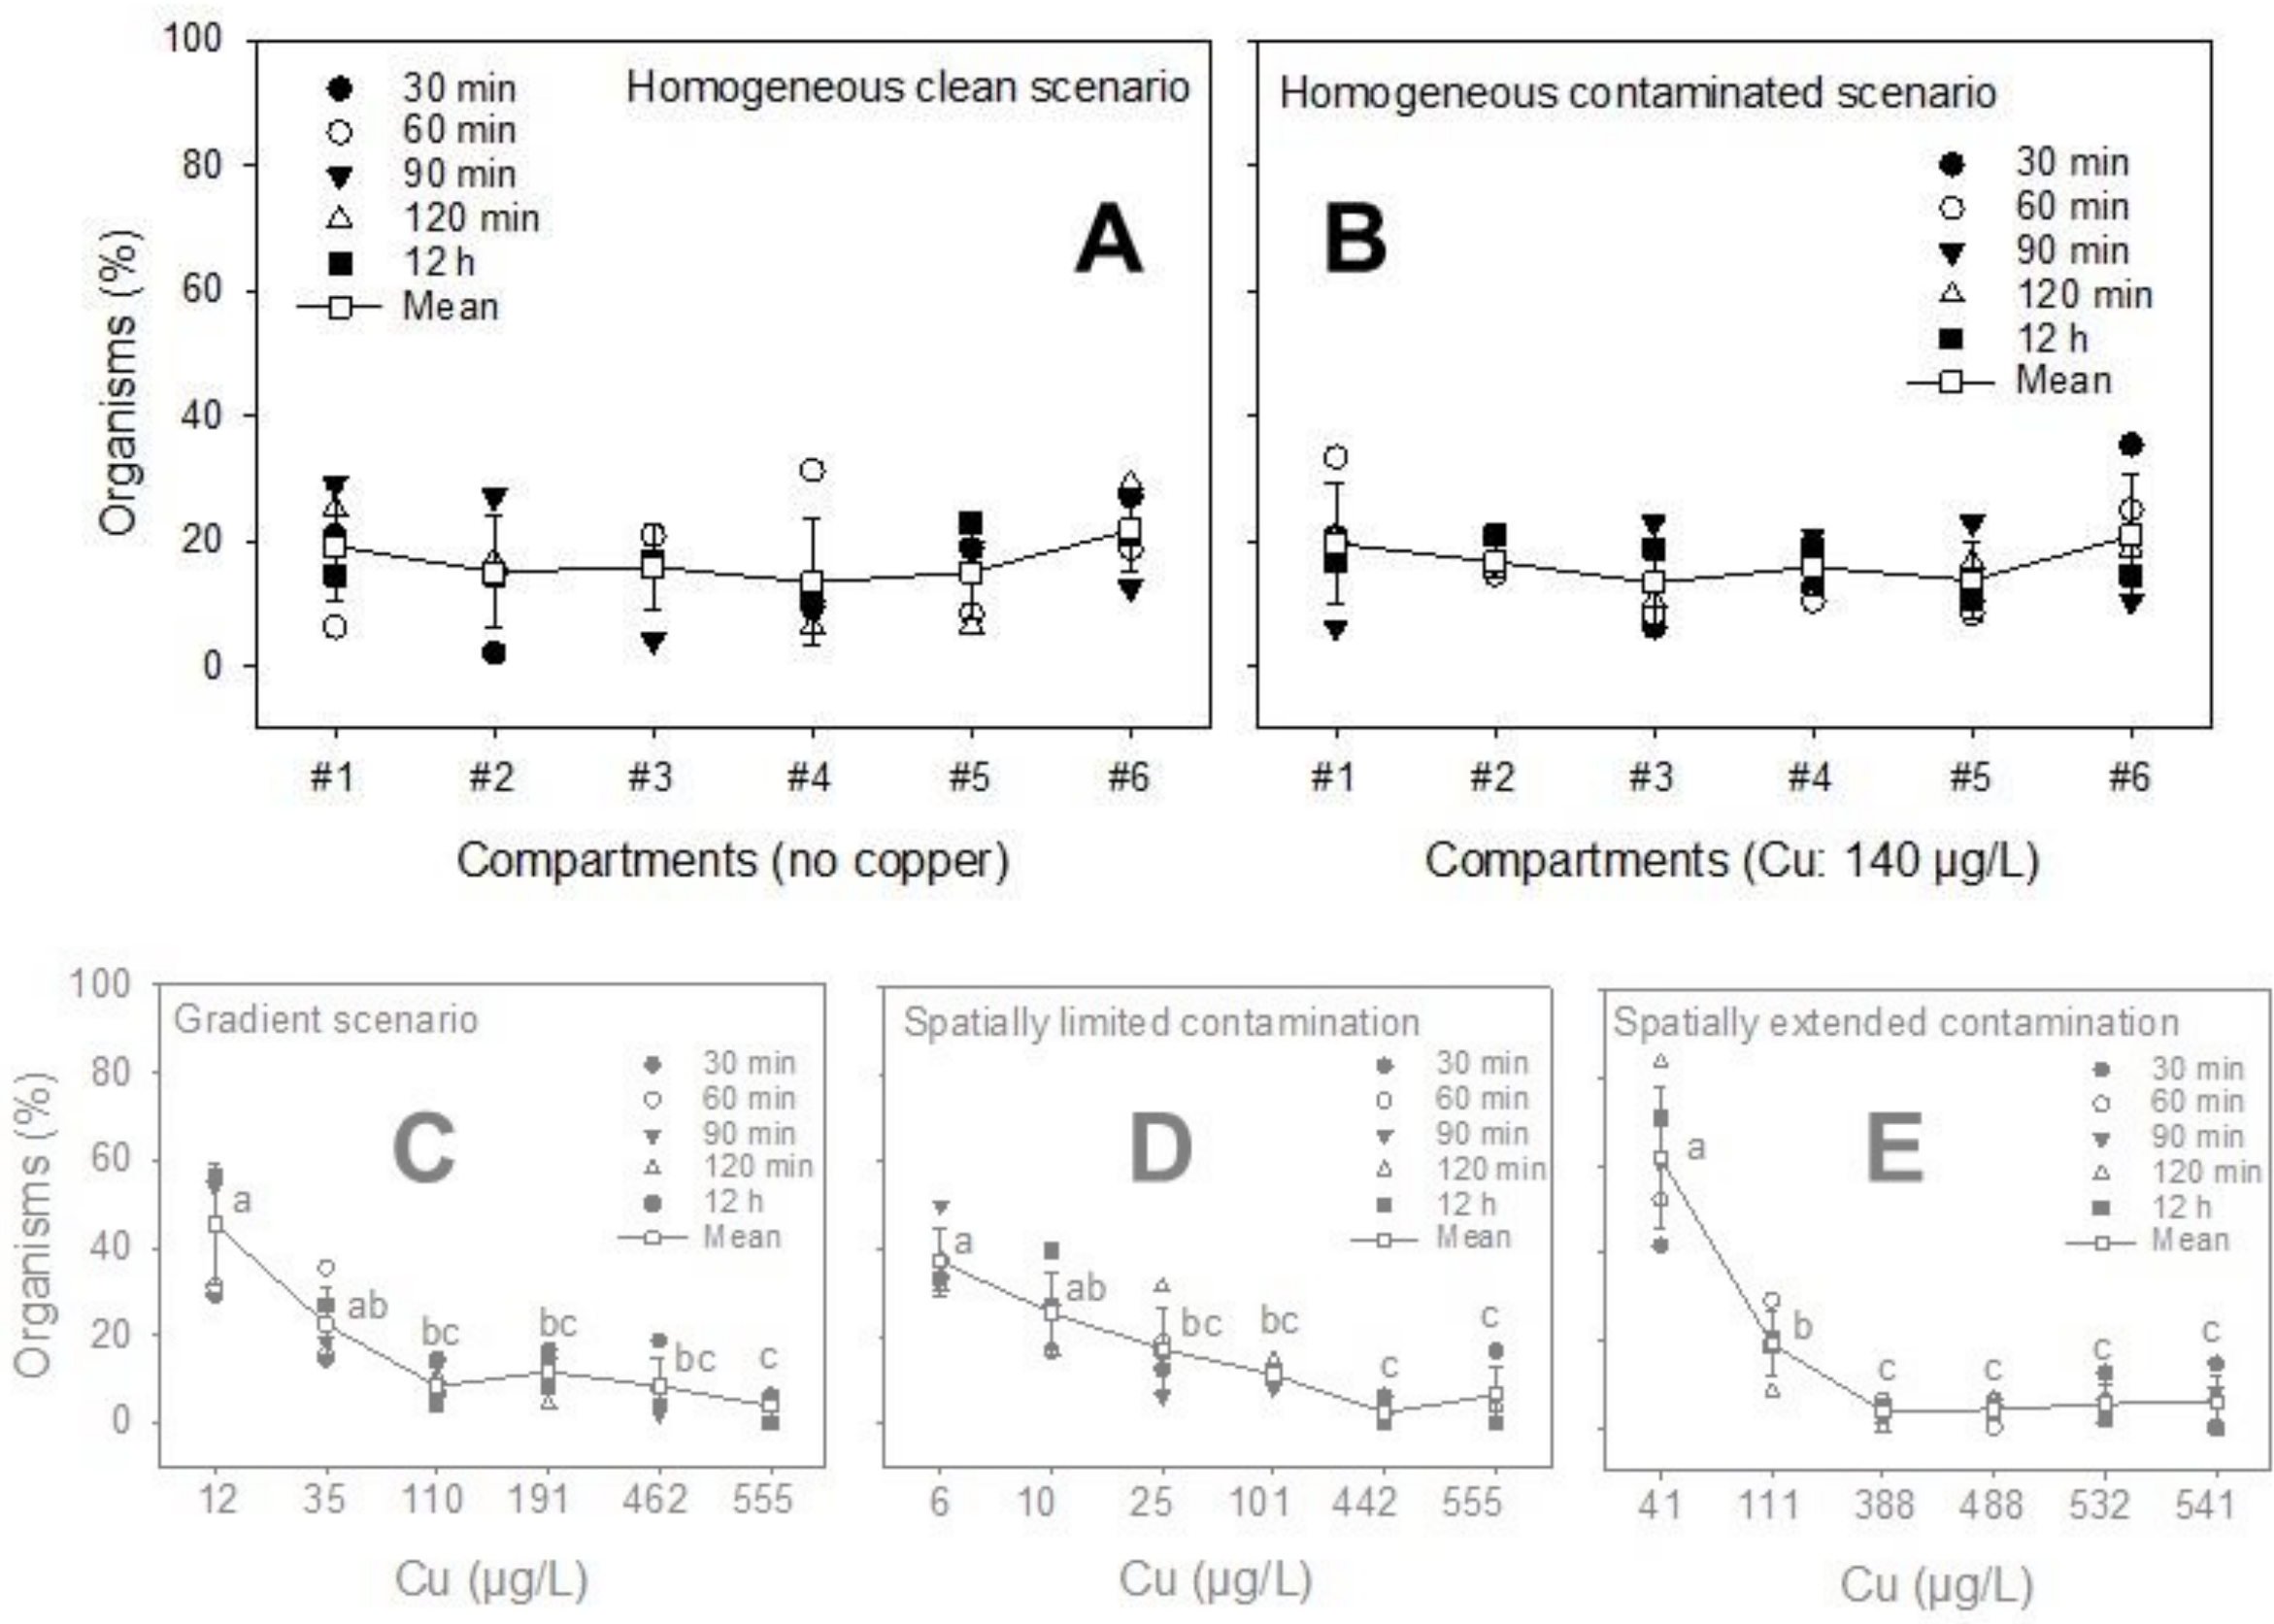 100
80
60
40
20
0
Organisms (%)
30 min
60 min
90 min
120 min
12 h
Mean
Homogeneous clean scenario
A
#1 #2 #3 #4 #5 #6
Compartments (no copper)
Homogeneous contaminated scenario
B
30 min
60 min
90 min
120 min
12 h
Mean
#1 #2 #3 #4 #5 #6
Compartments (Cu: 140 µg/L)
100
80
60
40
20
0
Organisms (%)
Gradient scenario
C
30 min
60 min
90 min
120 min
12 h
Mean
a
ab
bc
bc
bc
c
12 35 110 191 462 555
Cu (µg/L)
Spatially limited contamination
D
30 min
60 min
90 min
120 min
12 h
Mean
a
ab
bc
bc
c
c
6 10 25 101 442 555
Cu (µg/L)
Spatially extended contamination
E
30 min
60 min
90 min
120 min
12 h
Mean
a
b
c
c
c
c
41 111 388 488 532 541
Cu (µg/L)